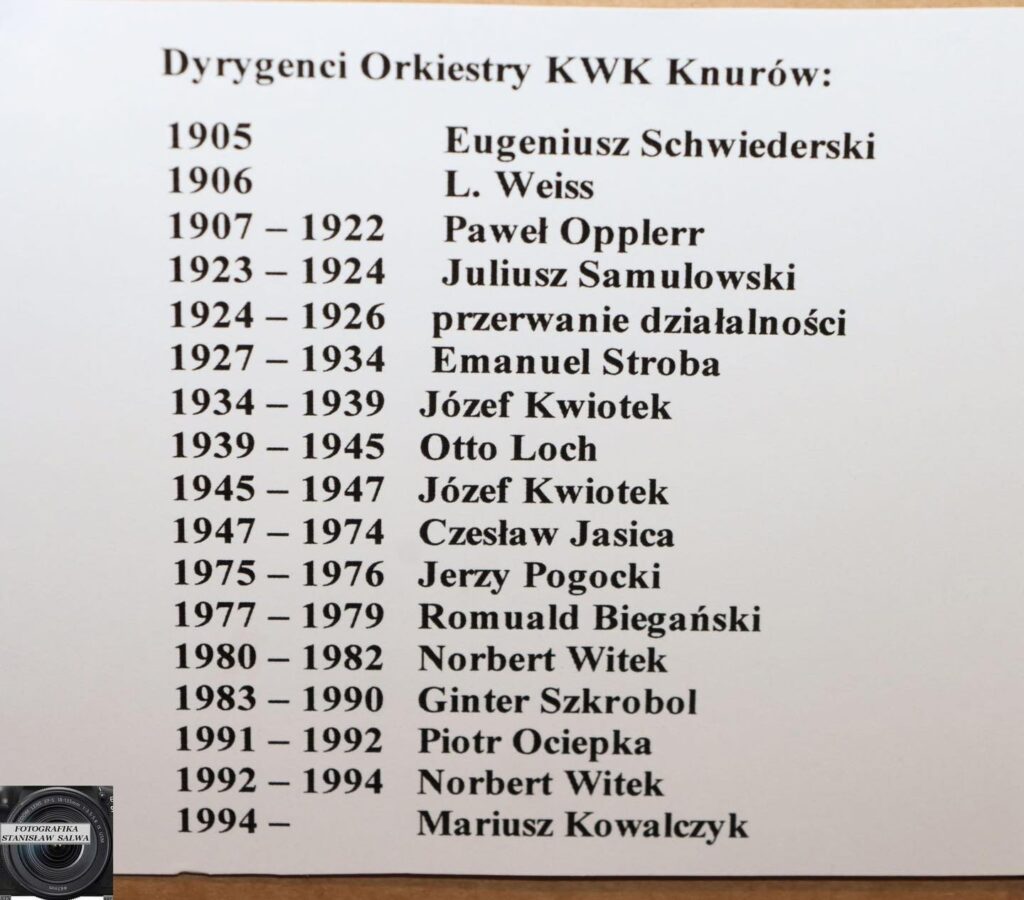 Dyrygenci Orkiestry KWK Knurów:
1905 Eugeniusz Schwiederski
1906 L. Weiss
1907 – 1922 Paweł Opplerr
1923 – 1924 Juliusz Samulowski
1924 – 1926 przerwanie działalności
1927 – 1934 Emanuel Stroba
1934 – 1939 Józef Kwiotek
1939 – 1945 Otto Loch
1945 – 1947 Józef Kwiotek
1947 – 1974 Czesław Jasica
1975 – 1976 Jerzy Pogocki
1977 – 1979 Romuald Biegański
1980 – 1982 Norbert Witek
1983 – 1990 Ginter Szkrobol
1991 – 1992 Piotr Ociepka
1992 – 1994 Norbert Witek
1994 – Mariusz Kowalczyk
FOTOGRAFIKA
STANISŁAW SALWA